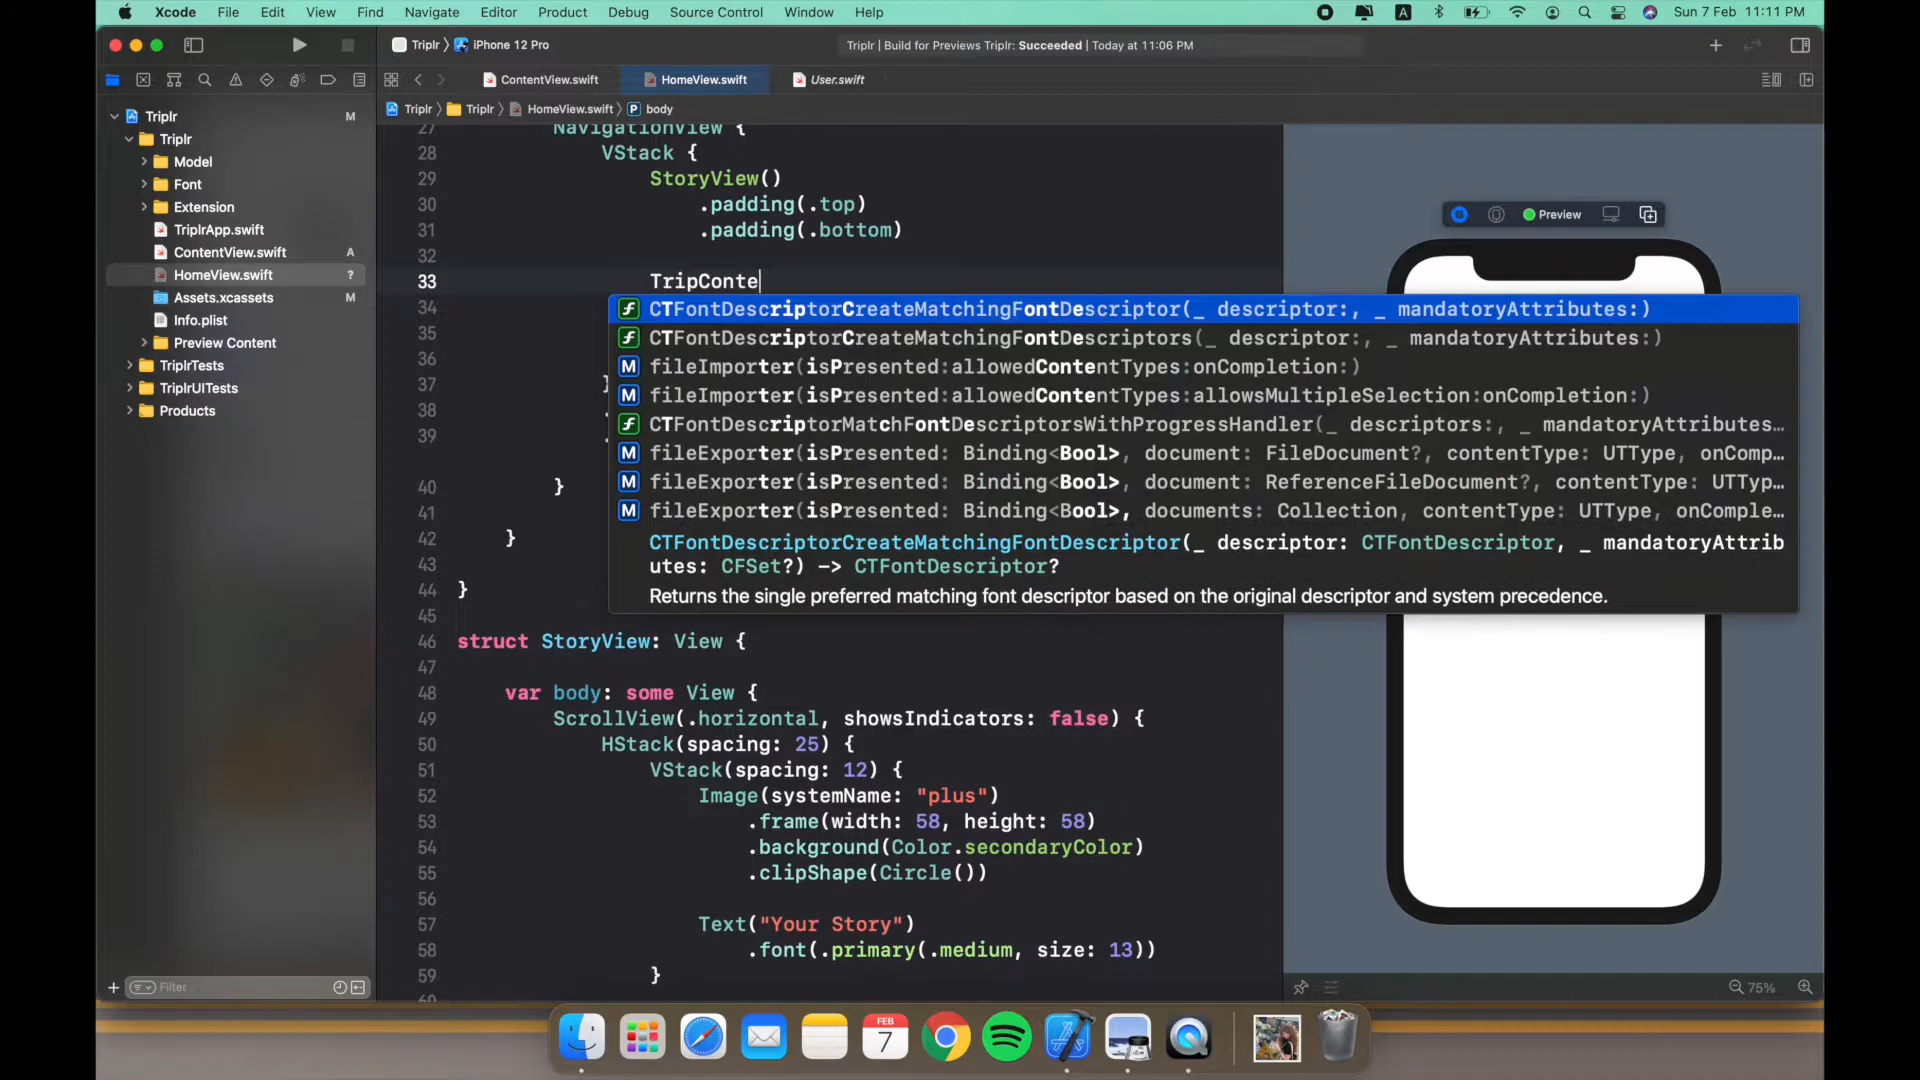 Xcode File Edit View Find Navigate Editor Product Debug Source Control Window Help A Sun 7 Feb 11:11 PM
Triplr iPhone 12 Pro Triplr | Build for Previews Triplr: Succeeded | Today at 11:06 PM
ContentView.swift HomeView.swift User.swift
Triplr Triplr HomeView.swift P body
Triplr M
Triplr
Model
Font
Extension
TriplrApp.swift
ContentView.swift A
HomeView.swift ?
Assets.xcassets M
Info.plist
Preview Content
TriplrTests
TriplrUITests
Products
Filter
27 NavigationView {
28 VStack {
29 StoryView()
30 .padding(.top)
31 .padding(.bottom)
32
33 TripConte
34
35
36
37 }
38 .
39 .
40 }
41
42 }
43
44 }
45
46 struct StoryView: View {
47
48 var body: some View {
49 ScrollView(.horizontal, showsIndicators: false) {
50 HStack(spacing: 25) {
51 VStack(spacing: 12) {
52 Image(systemName: "plus")
53 .frame(width: 58, height: 58)
54 .background(Color.secondaryColor)
55 .clipShape(Circle())
56
57 Text("Your Story")
58 .font(.primary(.medium, size: 13))
59 }
60
f CTFontDescriptorCreateMatchingFontDescriptor(_ descriptor:, _ mandatoryAttributes:)
f CTFontDescriptorCreateMatchingFontDescriptors(_ descriptor:, _ mandatoryAttributes:)
M fileImporter(isPresented:allowedContentTypes:onCompletion:)
M fileImporter(isPresented:allowedContentTypes:allowsMultipleSelection:onCompletion:)
f CTFontDescriptorMatchFontDescriptorsWithProgressHandler(_ descriptors:, _ mandatoryAttributes…
M fileExporter(isPresented: Binding<Bool>, document: FileDocument?, contentType: UTType, onComp…
M fileExporter(isPresented: Binding<Bool>, document: ReferenceFileDocument?, contentType: UTTyp…
M fileExporter(isPresented: Binding<Bool>, documents: Collection, contentType: UTType, onComple…
CTFontDescriptorCreateMatchingFontDescriptor(_ descriptor: CTFontDescriptor, _ mandatoryAttrib
utes: CFSet?) -> CTFontDescriptor?
Returns the single preferred matching font descriptor based on the original descriptor and system precedence.
Preview
75%
FEB
7